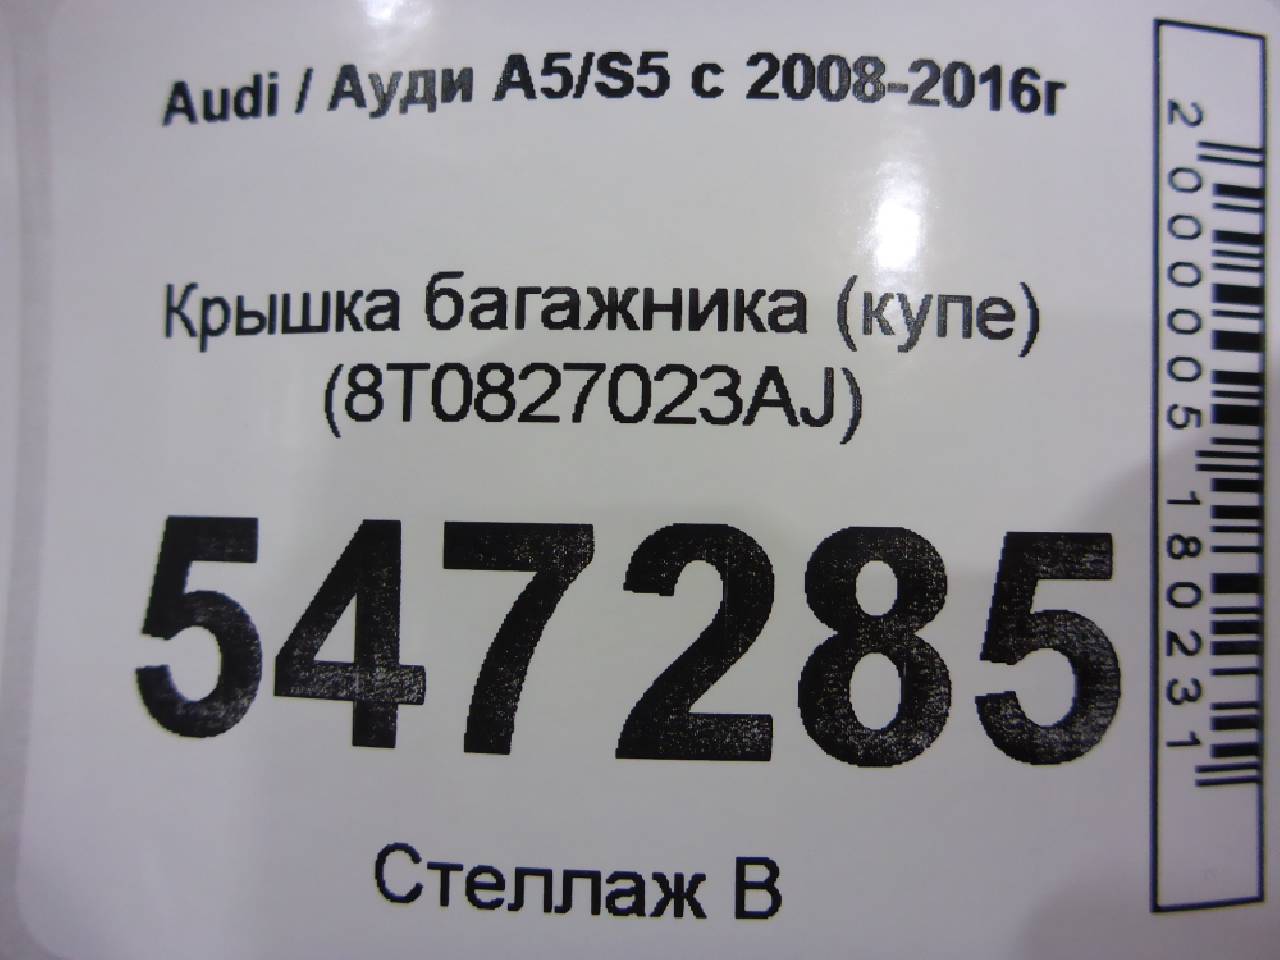 Audi / Ауди A5/S5 с 2008-2016г
Крышка багажника (купе)
(8T0827023AJ)
547285
Стеллаж В
2000005180231